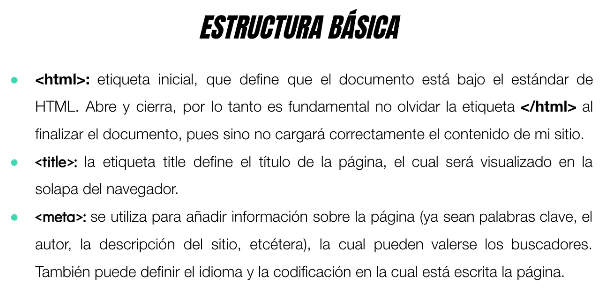 ESTRUCTURA BÁSICA
• <html>: etiqueta inicial, que define que el documento está bajo el estándar de
HTML. Abre y cierra, por lo tanto es fundamental no olvidar la etiqueta </html> al
finalizar el documento, pues sino no cargará correctamente el contenido de mi sitio.
• <title>: la etiqueta title define el título de la página, el cual será visualizado en la
solapa del navegador.
• <meta>: se utiliza para añadir información sobre la página (ya sean palabras clave, el
autor, la descripción del sitio, etcétera), la cual pueden valerse los buscadores.
También puede definir el idioma y la codificación en la cual está escrita la página.